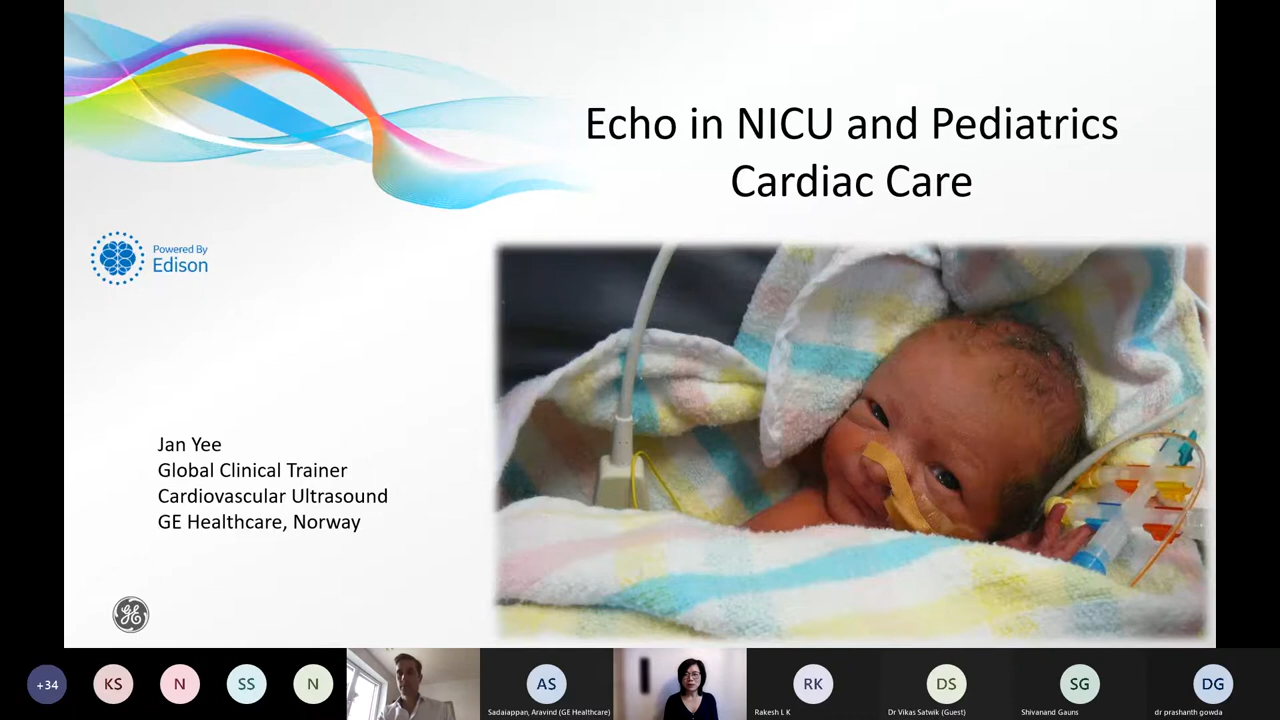 Echo in NICU and Pediatrics
Cardiac Care
Powered By
Edison
Jan Yee
Global Clinical Trainer
Cardiovascular Ultrasound
GE Healthcare, Norway
GE
+34
KS
N
SS
N
AS
Sadaiappan, Aravind (GE Healthcare)
RK
Rakesh L K
DS
Dr Vikas Satwik (Guest)
SG
Shivanand Gauns
DG
dr prashanth gowda